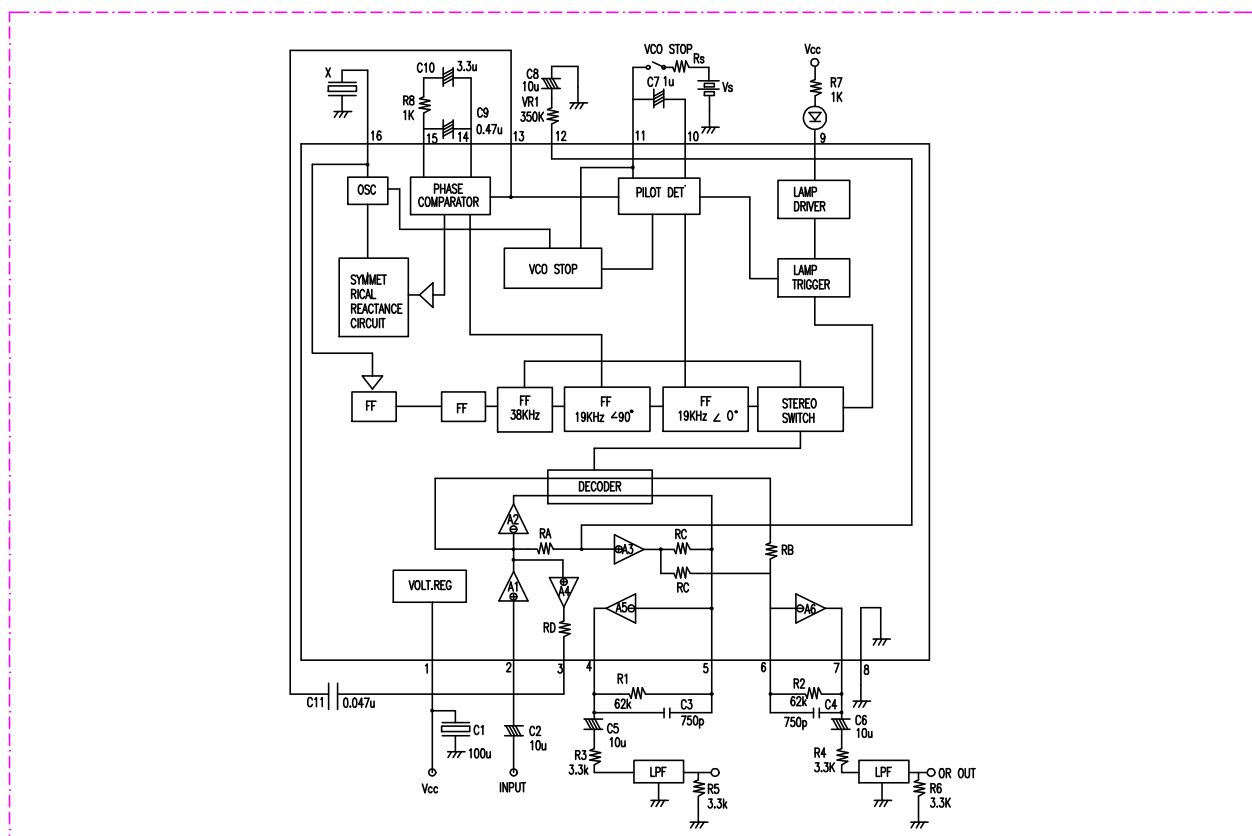 VCO STOP
Vcc
X
C10
3.3u
C8
10u
Rs
C7 1u
Vs
R7
1K
R8
1K
C9
0.47u
VR1
350K
16
15
14
13
12
11
10
9
OSC
PHASE
COMPARATOR
PILOT DET
LAMP
DRIVER
VCO STOP
LAMP
TRIGGER
SYMMET
RICAL
REACTANCE
CIRCUIT
FF
FF
FF
38KHz
FF
19KHz ∠90°
FF
19KHz ∠ 0°
STEREO
SWITCH
DECODER
A2
RA
A3
RC
RC
RB
VOLT.REG
A1
A4
A5
A6
RD
1
2
3
4
5
6
7
8
C11
0.047u
R1
62k
C3
750p
R2
62k
C4
750p
C1
100u
C2
10u
C5
10u
C6
10u
R3
3.3k
R4
3.3K
LPF
LPF
OR OUT
R5
3.3k
R6
3.3K
Vcc
INPUT